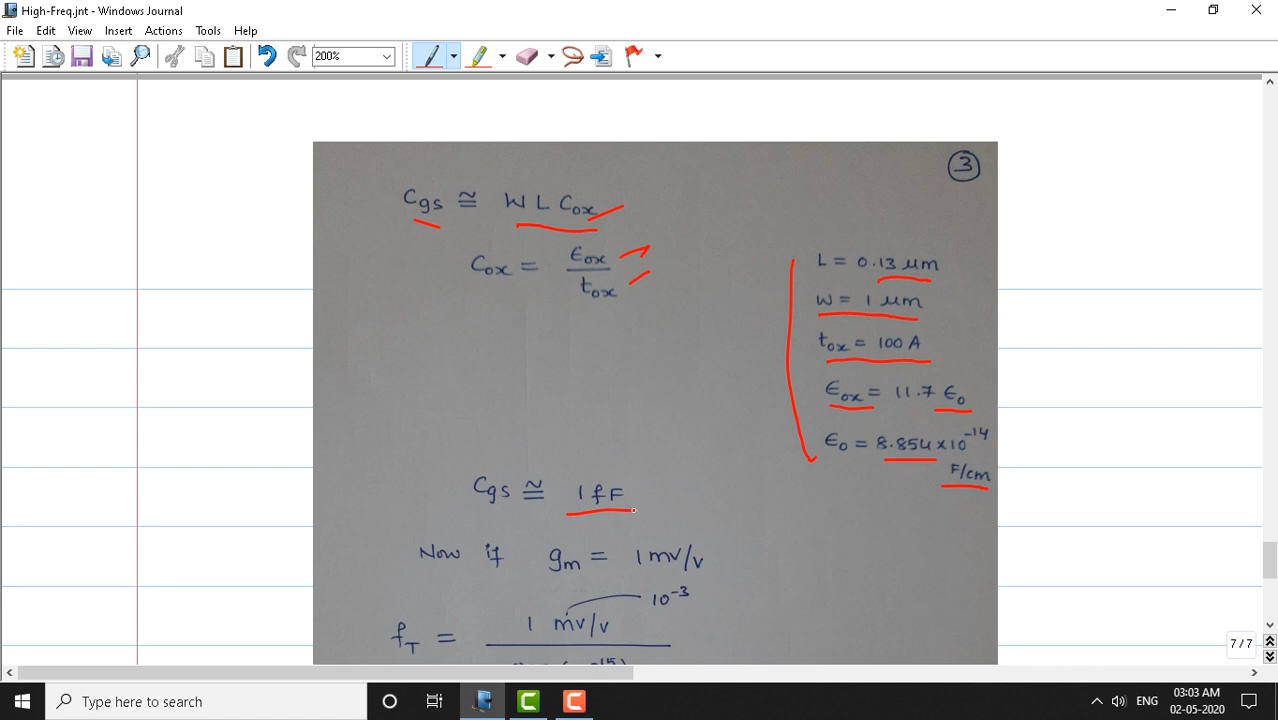 High-Freq.jnt - Windows Journal
File Edit View Insert Actions Tools Help
200%
3
Cgs ≅ W L Cox
Cox = ϵox / tox
L = 0.13 μm
W = 1 μm
tox = 100 A
ϵox = 11.7 ϵ0
ϵ0 = 8.854 × 10^-14
F/cm
Cgs ≅ 1 fF
Now if gm = 1 mv/v
10^-3
fT = 1 mv/v
7 / 7
Type here to search
ENG
03:03 AM
02-05-2020